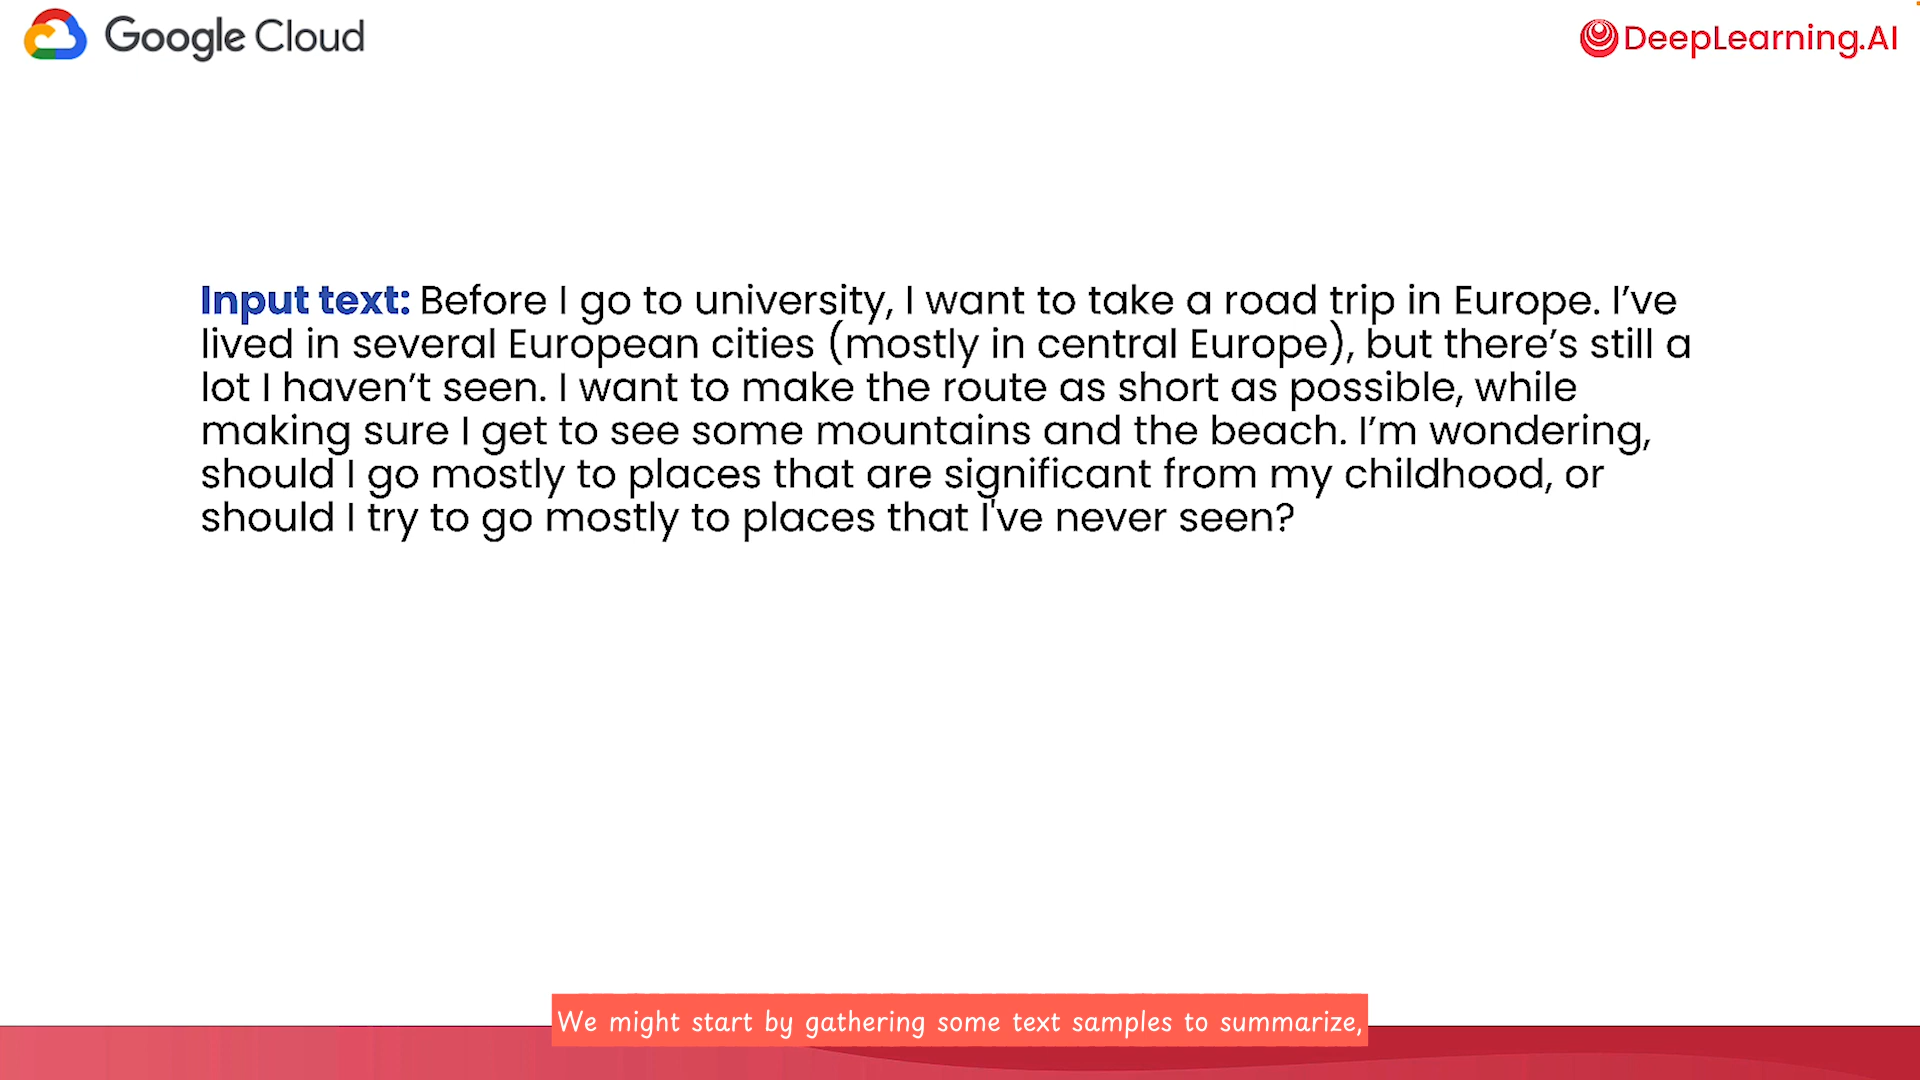 Google Cloud
DeepLearning.AI
Input text: Before I go to university, I want to take a road trip in Europe. I’ve
lived in several European cities (mostly in central Europe), but there’s still a
lot I haven’t seen. I want to make the route as short as possible, while
making sure I get to see some mountains and the beach. I’m wondering,
should I go mostly to places that are significant from my childhood, or
should I try to go mostly to places that I've never seen?
We might start by gathering some text samples to summarize,